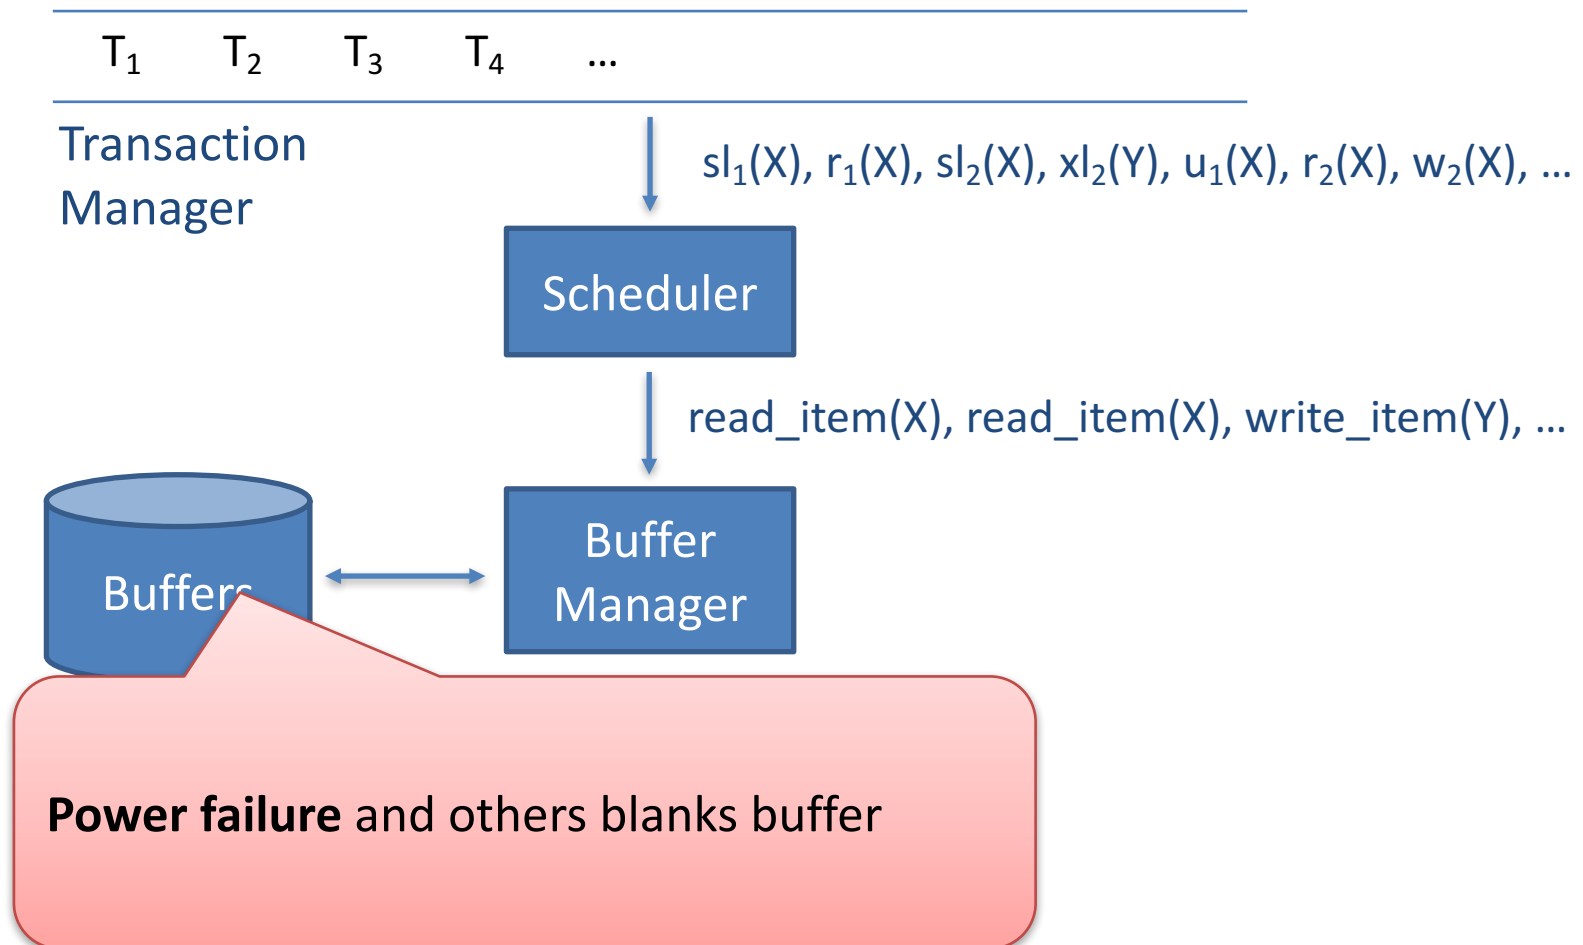 T₁ T₂ T₃ T₄ ...
Transaction
Manager
sl₁(X), r₁(X), sl₂(X), xl₂(Y), u₁(X), r₂(X), w₂(X), ...
Scheduler
read_item(X), read_item(X), write_item(Y), ...
Buffer
Manager
Buffers
Power failure and others blanks buffer